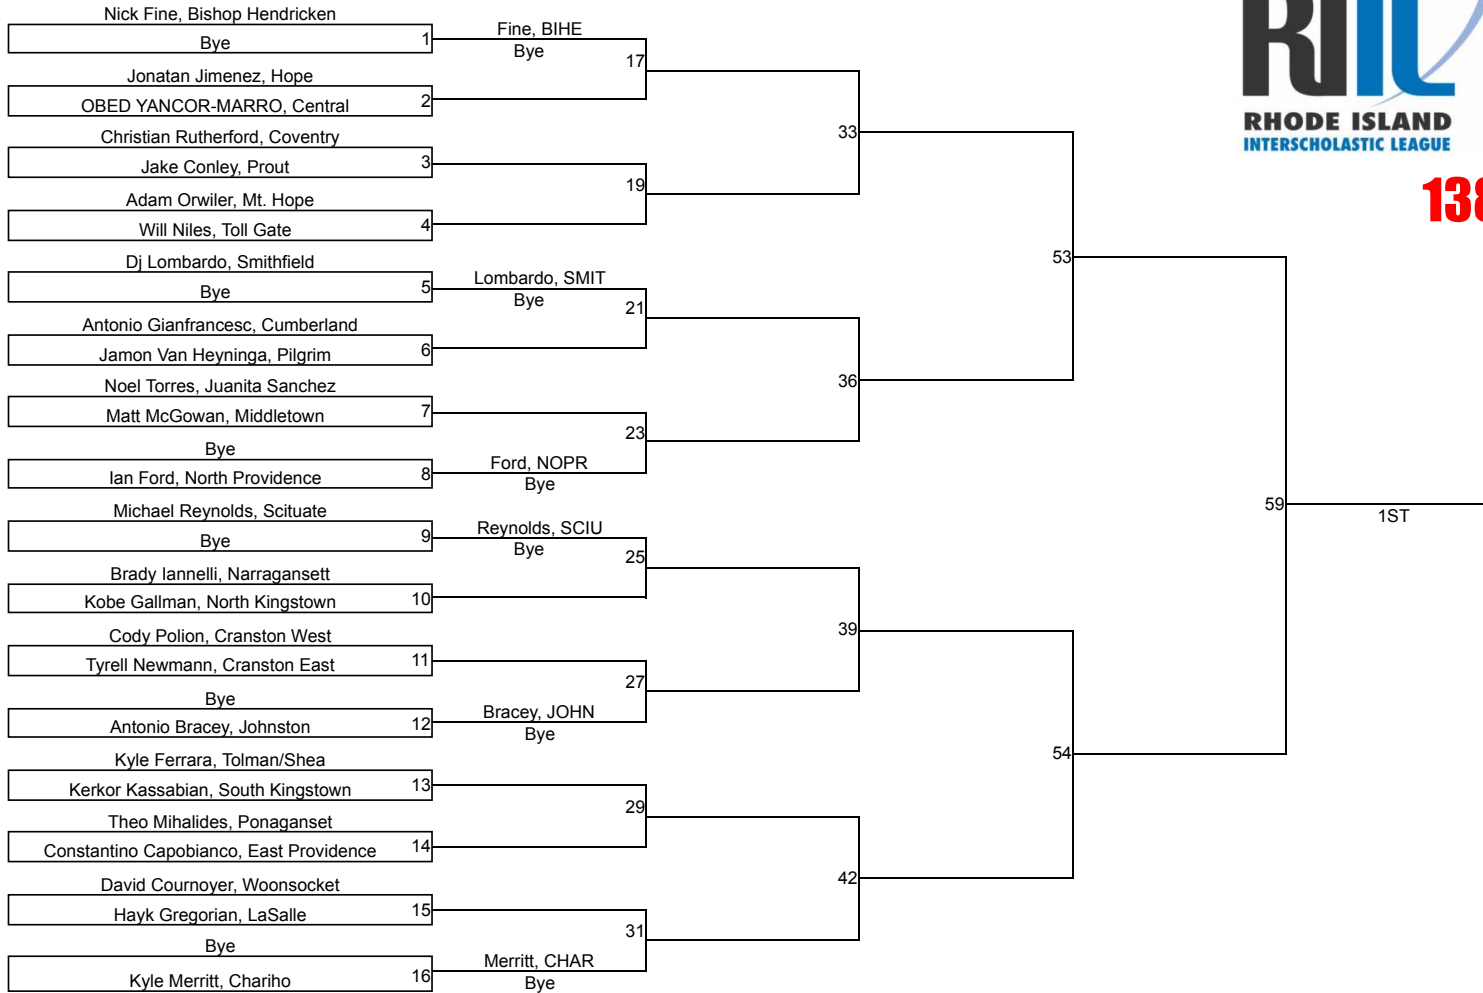 Nick Fine, Bishop Hendricken
Bye
1
Fine, BIHE
Bye
17
Jonatan Jimenez, Hope
OBED YANCOR-MARRO, Central
2
Christian Rutherford, Coventry
Jake Conley, Prout
3
33
19
Adam Orwiler, Mt. Hope
Will Niles, Toll Gate
4
Dj Lombardo, Smithfield
Bye
5
Lombardo, SMIT
Bye
53
21
Antonio Gianfrancesc, Cumberland
Jamon Van Heyninga, Pilgrim
6
36
Noel Torres, Juanita Sanchez
Matt McGowan, Middletown
7
23
Bye
Ian Ford, North Providence
8
Ford, NOPR
Bye
59
1ST
Michael Reynolds, Scituate
Bye
9
Reynolds, SCIU
Bye
25
Brady Iannelli, Narragansett
Kobe Gallman, North Kingstown
10
39
Cody Polion, Cranston West
Tyrell Newmann, Cranston East
11
27
Bye
Antonio Bracey, Johnston
12
Bracey, JOHN
Bye
54
Kyle Ferrara, Tolman/Shea
Kerkor Kassabian, South Kingstown
13
29
Theo Mihalides, Ponaganset
Constantino Capobianco, East Providence
14
42
David Cournoyer, Woonsocket
Hayk Gregorian, LaSalle
15
31
Bye
Kyle Merritt, Chariho
16
Merritt, CHAR
Bye
RIIL
RHODE ISLAND
INTERSCHOLASTIC LEAGUE
138